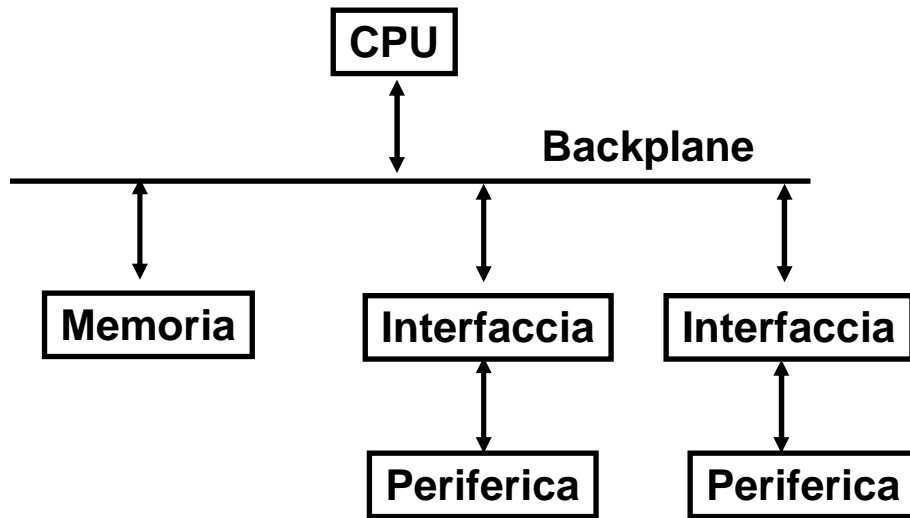 CPU
Backplane
Memoria
Interfaccia
Interfaccia
Periferica
Periferica